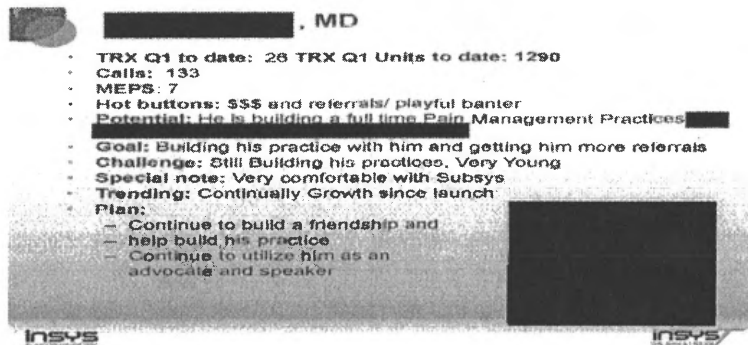 , MD
TRX Q1 to date: 26 TRX Q1 Units to date: 1290
Calls: 133
MEPS: 7
Hot buttons: $$$ and referrals/ playful banter
Potential: He is building a full time Pain Management Practices
Goal: Building his practice with him and getting him more referrals
Challenge: Still Building his practices, Very Young
Special note: Very comfortable with Subsys
Trending: Continually Growth since launch
Plan:
– Continue to build a friendship and
– help build his practice
– Continue to utilize him as an
advocate and speaker
Insys
Insys